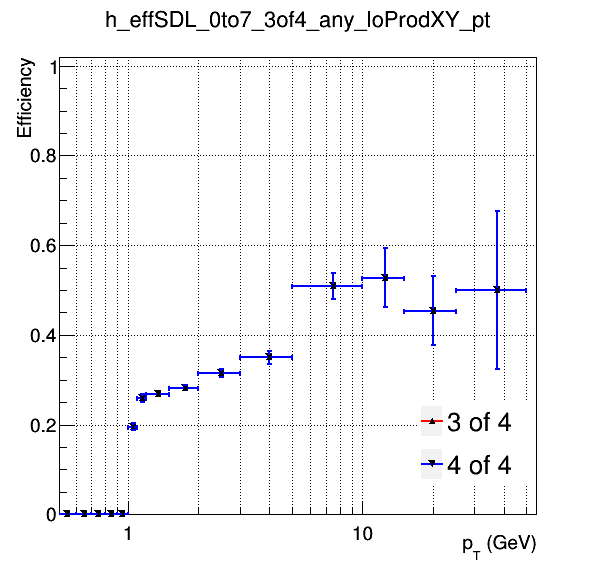 h_effSDL_0to7_3of4_any_loProdXY_pt
Efficiency
1
0.8
0.6
0.4
0.2
0
3 of 4
4 of 4
1
10
p_T (GeV)